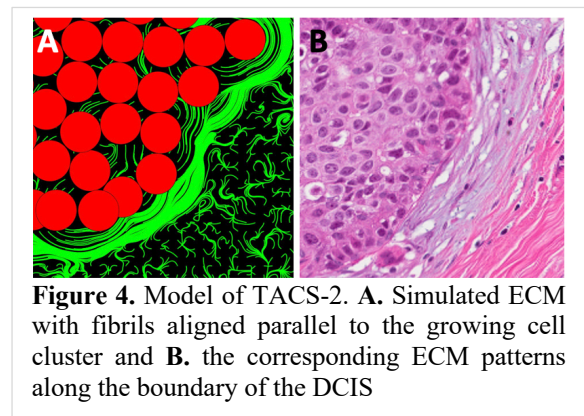 A
B
Figure 4. Model of TACS-2. A. Simulated ECM
with fibrils aligned parallel to the growing cell
cluster and B. the corresponding ECM patterns
along the boundary of the DCIS